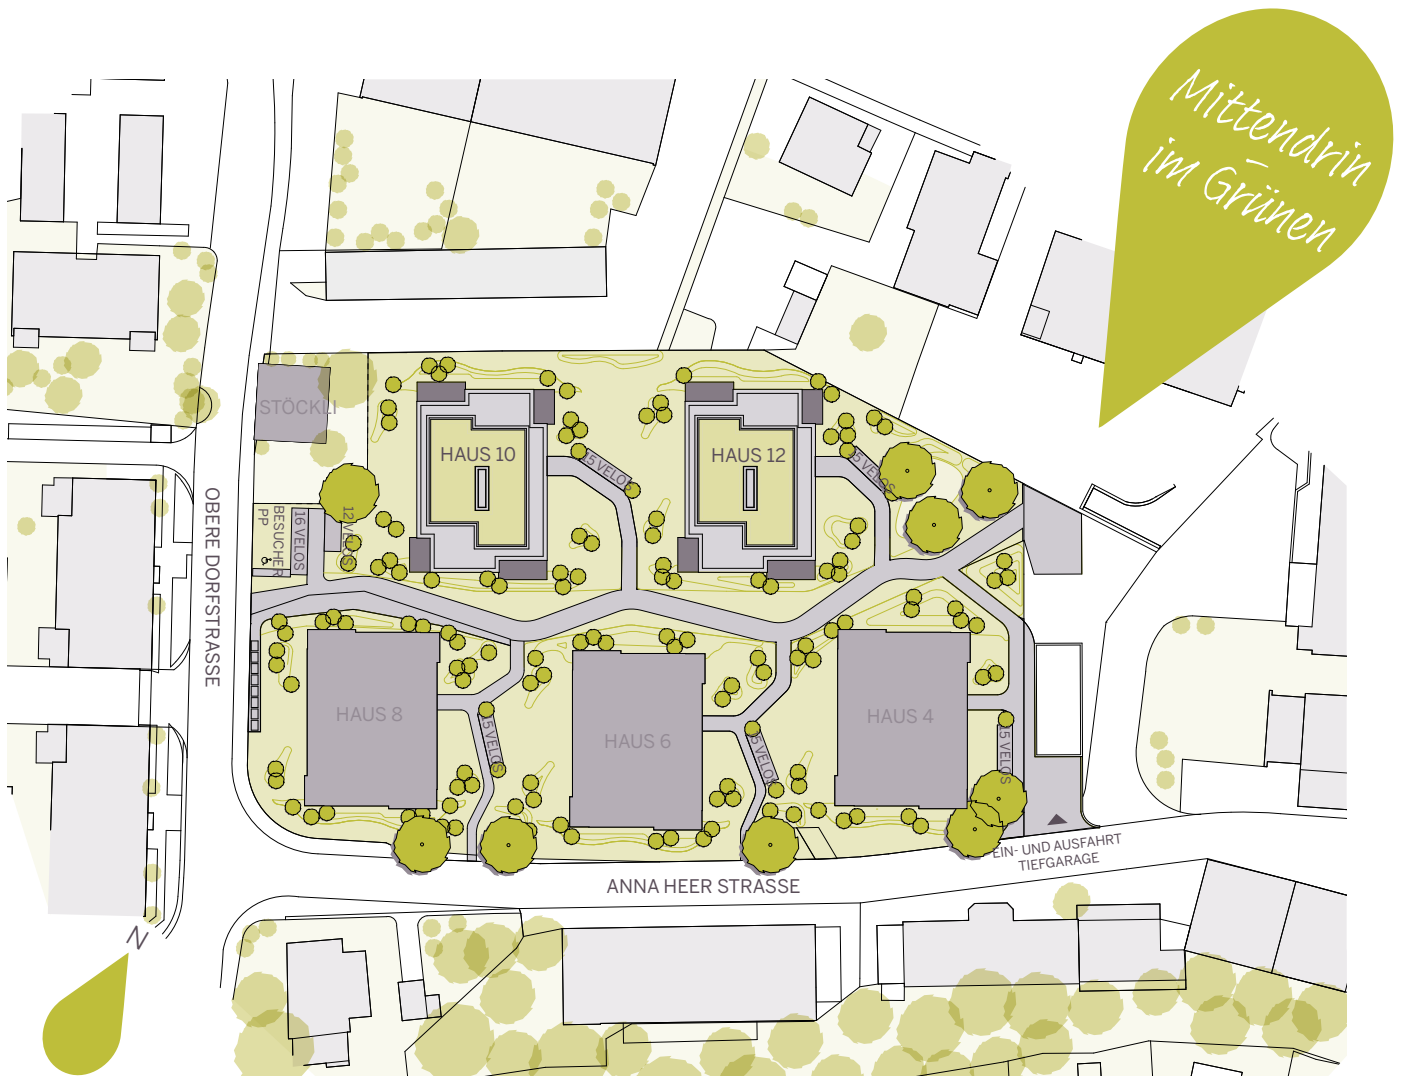 Mittendrin
–
im Grünen
STÖCKLI
HAUS 10
HAUS 12
15 VELOS
15 VELOS
OBERE DORFSTRASSE
BESUCHER
PP
16 VELOS
12 VELOS
HAUS 8
HAUS 6
HAUS 4
15 VELOS
15 VELOS
15 VELOS
EIN- UND AUSFAHRT
TIEFGARAGE
ANNA HEER STRASSE
N